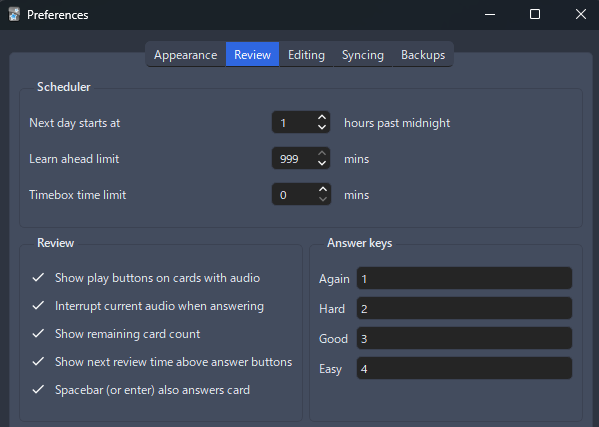 Preferences
Appearance Review Editing Syncing Backups
Scheduler
Next day starts at 1 hours past midnight
Learn ahead limit 999 mins
Timebox time limit 0 mins
Review
Show play buttons on cards with audio
Interrupt current audio when answering
Show remaining card count
Show next review time above answer buttons
Spacebar (or enter) also answers card
Answer keys
Again 1
Hard 2
Good 3
Easy 4